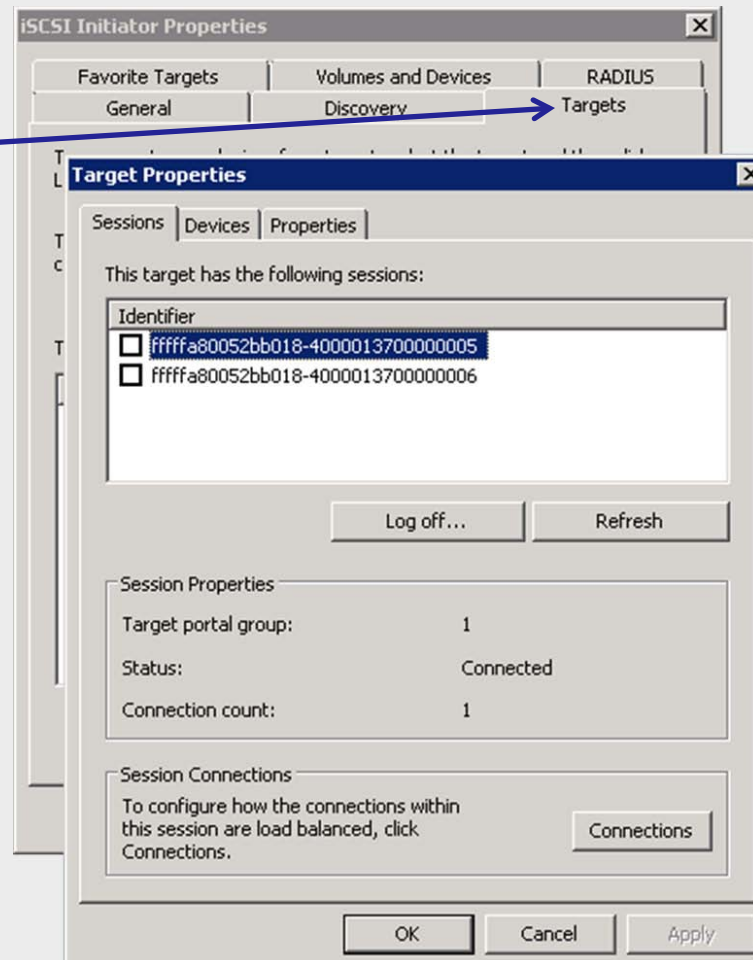 iSCSI Initiator Properties
Favorite Targets
Volumes and Devices
RADIUS
General
Discovery
Targets
Target Properties
Sessions
Devices
Properties
This target has the following sessions:
Identifier
fffffa80052bb018-4000013700000005
fffffa80052bb018-4000013700000006
Log off...
Refresh
Session Properties
Target portal group: 1
Status: Connected
Connection count: 1
Session Connections
To configure how the connections within
this session are load balanced, click
Connections.
Connections
OK
Cancel
Apply